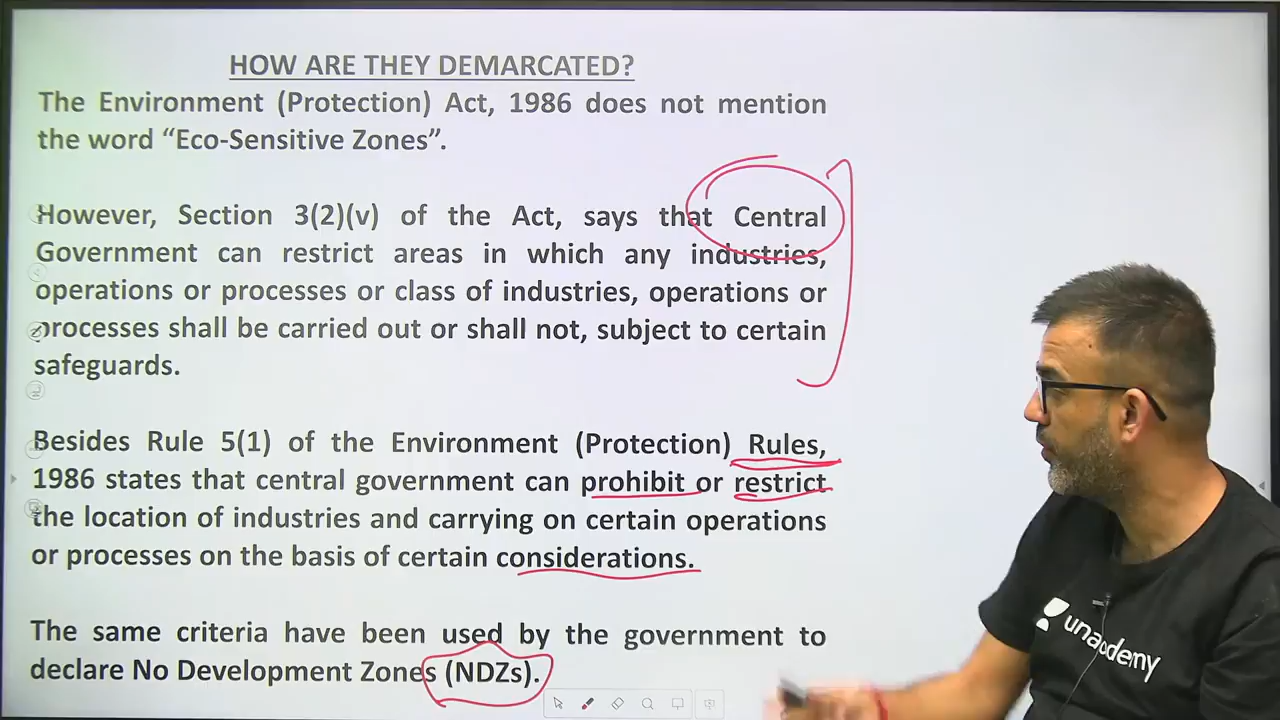 HOW ARE THEY DEMARCATED?
The Environment (Protection) Act, 1986 does not mention
the word “Eco-Sensitive Zones”.
However, Section 3(2)(v) of the Act, says that Central
Government can restrict areas in which any industries,
operations or processes or class of industries, operations or
processes shall be carried out or shall not, subject to certain
safeguards.
Besides Rule 5(1) of the Environment (Protection) Rules,
1986 states that central government can prohibit or restrict
the location of industries and carrying on certain operations
or processes on the basis of certain considerations.
The same criteria have been used by the government to
declare No Development Zones (NDZs).
unacademy